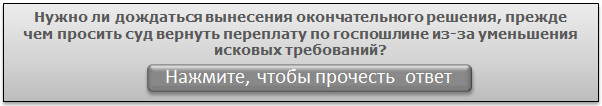 Нужно ли дождаться вынесения окончательного решения, прежде
чем просить суд вернуть переплату по госпошлине из-за уменьшения
исковых требований?
Нажмите, чтобы прочесть ответ